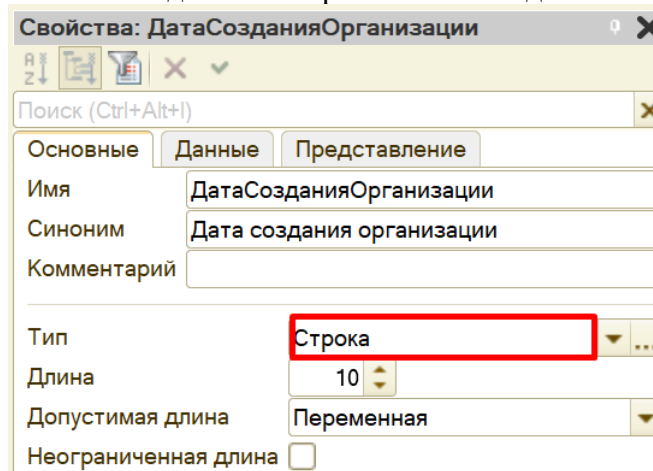 Свойства: ДатаСозданияОрганизации
Поиск (Ctrl+Alt+I)
Основные Данные Представление
Имя ДатаСозданияОрганизации
Синоним Дата создания организации
Комментарий
Тип Строка ...
Длина 10
Допустимая длина Переменная
Неограниченная длина